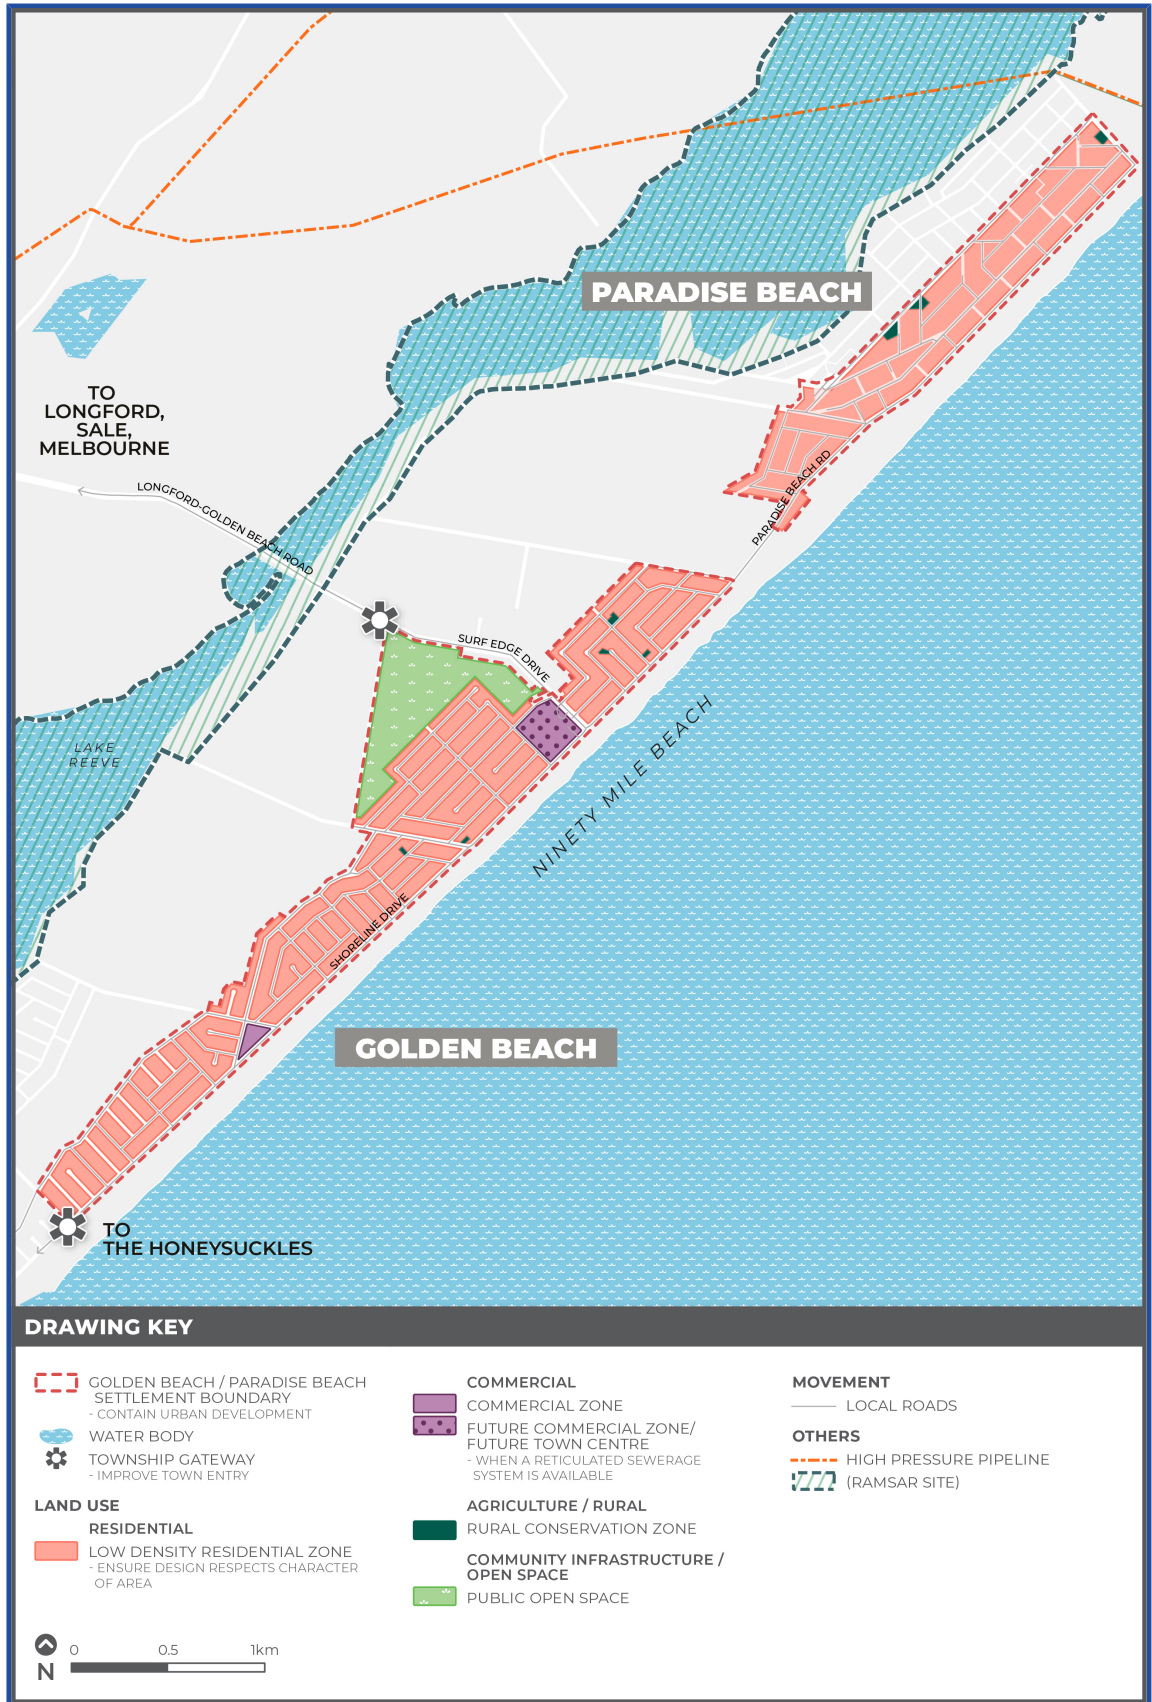 PARADISE BEACH
TO
LONGFORD,
SALE,
MELBOURNE
LONGFORD-GOLDEN BEACH ROAD
PARADISE BEACH RD
SURF EDGE DRIVE
LAKE
REEVE
NINETY MILE BEACH
SHORELINE DRIVE
GOLDEN BEACH
TO
THE HONEYSUCKLES
DRAWING KEY
GOLDEN BEACH / PARADISE BEACH
SETTLEMENT BOUNDARY
- CONTAIN URBAN DEVELOPMENT
WATER BODY
TOWNSHIP GATEWAY
- IMPROVE TOWN ENTRY
LAND USE
RESIDENTIAL
LOW DENSITY RESIDENTIAL ZONE
- ENSURE DESIGN RESPECTS CHARACTER
OF AREA
COMMERCIAL
COMMERCIAL ZONE
FUTURE COMMERCIAL ZONE/
FUTURE TOWN CENTRE
- WHEN A RETICULATED SEWERAGE
SYSTEM IS AVAILABLE
AGRICULTURE / RURAL
RURAL CONSERVATION ZONE
COMMUNITY INFRASTRUCTURE /
OPEN SPACE
PUBLIC OPEN SPACE
MOVEMENT
LOCAL ROADS
OTHERS
HIGH PRESSURE PIPELINE
(RAMSAR SITE)
0 0.5 1km
N